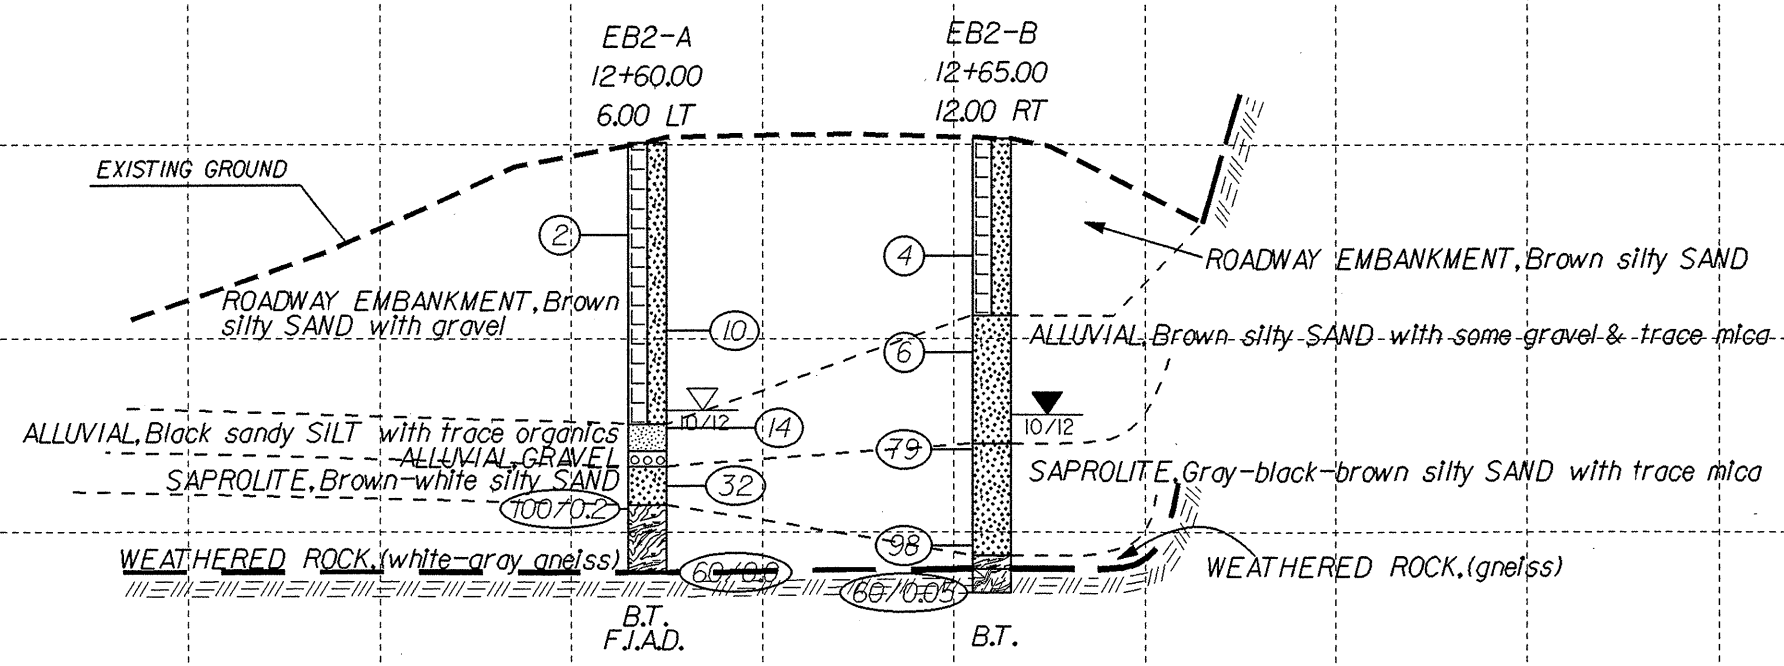 EB2-A
12+60.00
6.00 LT
EB2-B
12+65.00
12.00 RT
EXISTING GROUND
2
4
ROADWAY EMBANKMENT, Brown silty SAND
ROADWAY EMBANKMENT, Brown
silty SAND with gravel
10
6
ALLUVIAL, Brown silty SAND with some gravel & trace mica
10/12
10/12
14
ALLUVIAL, Black sandy SILT with trace organics
79
ALLUVIAL, GRAVEL
SAPROLITE, Brown-white silty SAND
32
SAPROLITE, Gray-black-brown silty SAND with trace mica
100/0.2
98
WEATHERED ROCK, (white-gray gneiss)
60/0.0
60/0.05
WEATHERED ROCK, (gneiss)
B.T.
F.I.A.D.
B.T.